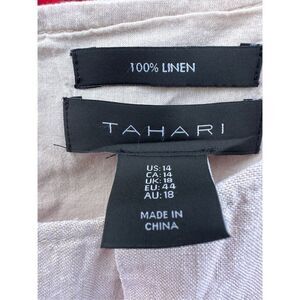 100% LINEN
TAHARI
US: 14
CA: 14
UK: 18
EU: 44
AU: 18
MADE IN
CHINA